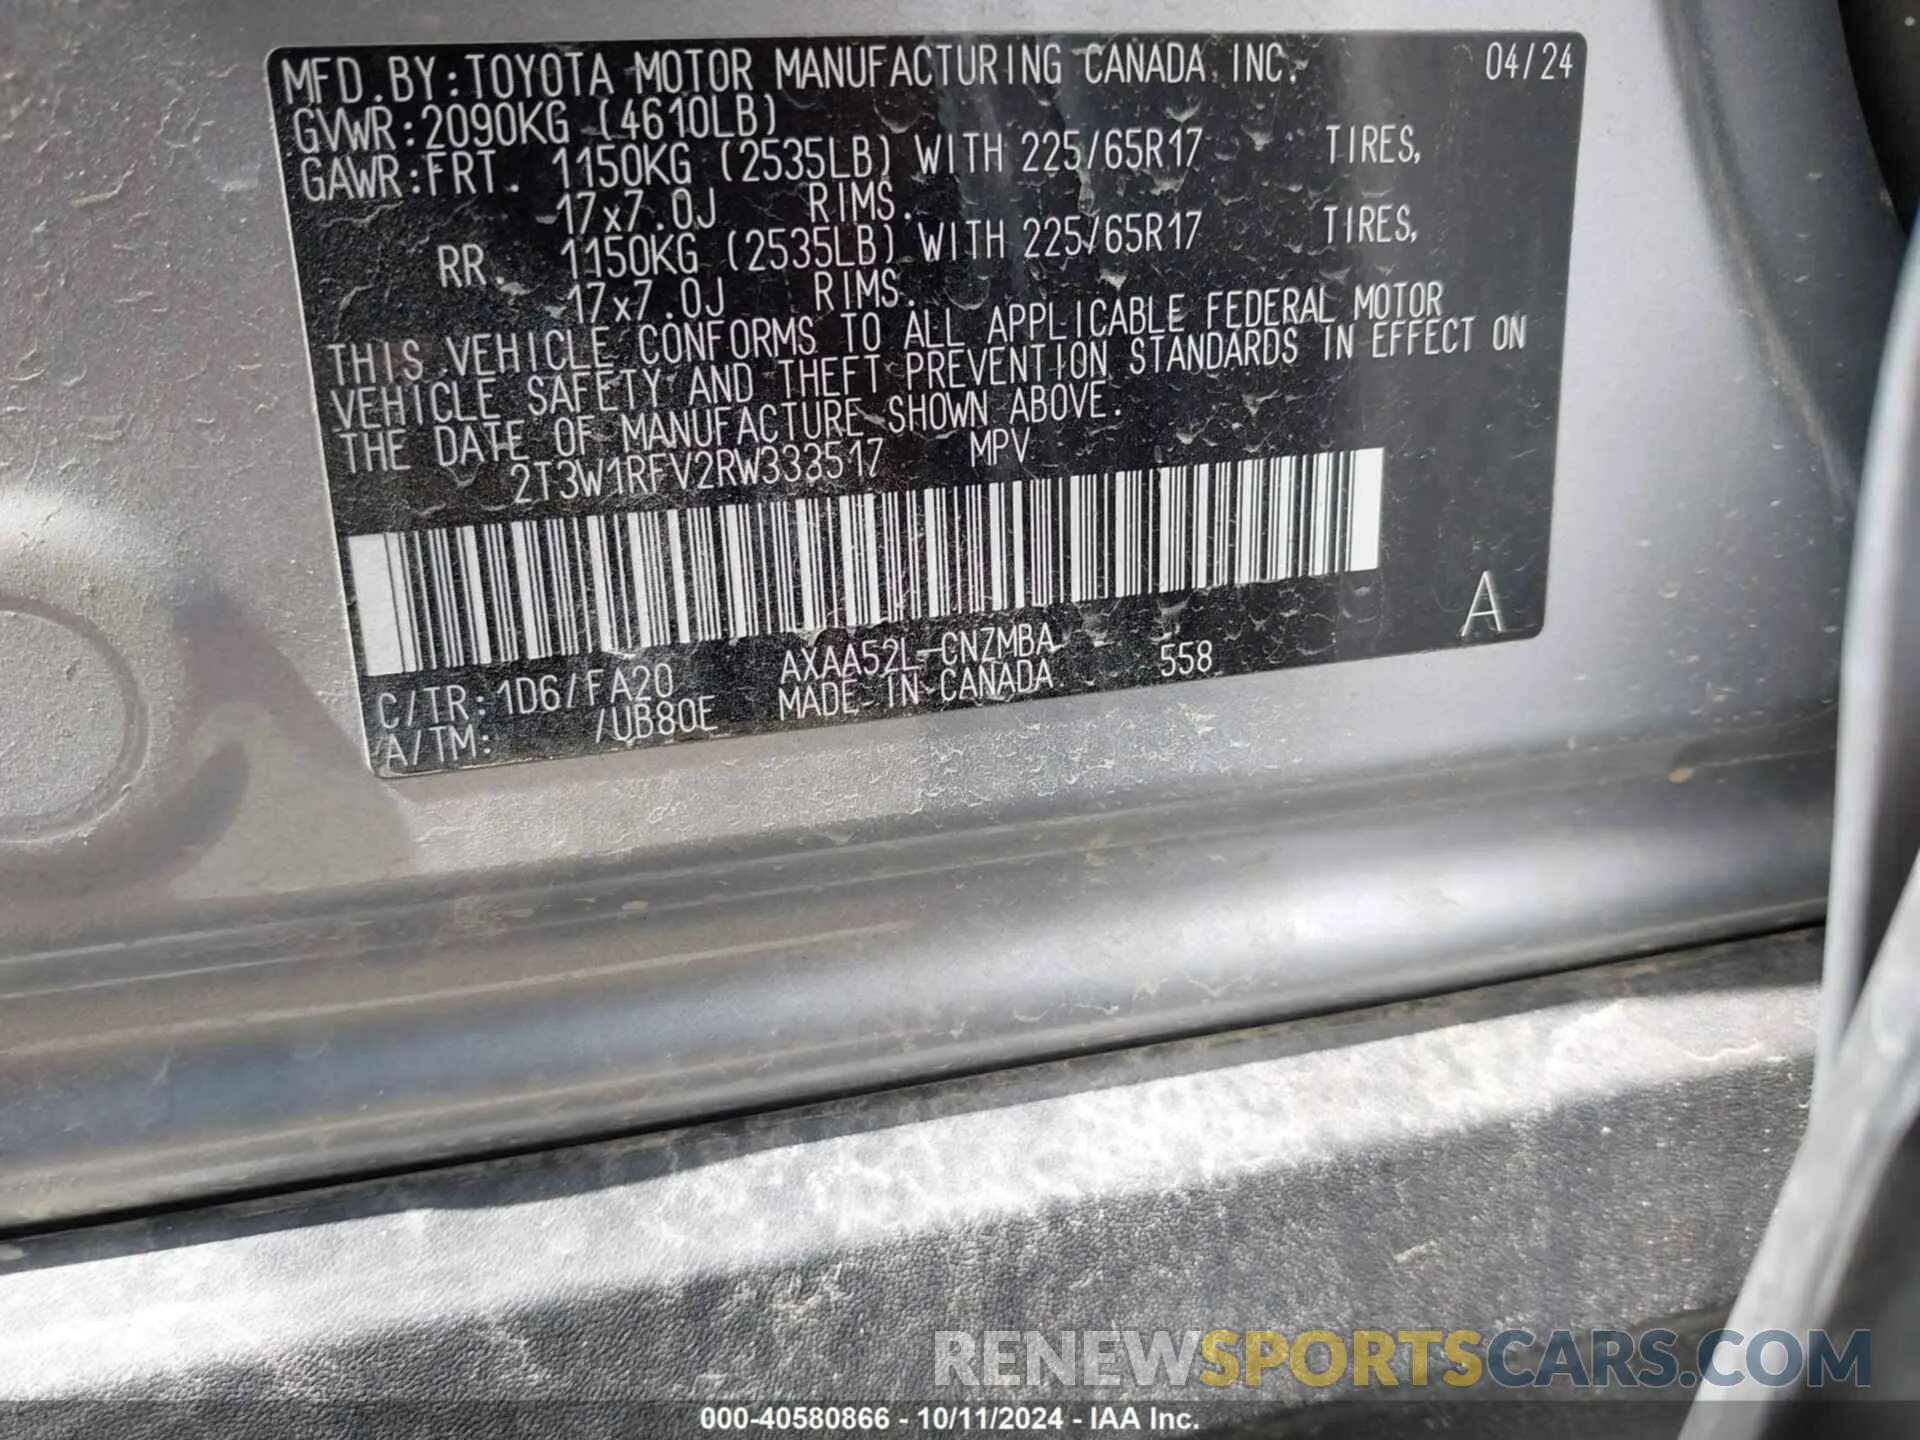 MFD.BY:TOYOTA MOTOR MANUFACTURING CANADA INC. 04/24
GVWR:2090KG (4610LB)
GAWR:FRT. 1150KG (2535LB) WITH 225/65R17 TIRES,
17x7.0J RIMS.
RR. 1150KG (2535LB) WITH 225/65R17 TIRES,
17x7.0J RIMS.
THIS VEHICLE CONFORMS TO ALL APPLICABLE FEDERAL MOTOR
VEHICLE SAFETY AND THEFT PREVENTION STANDARDS IN EFFECT ON
THE DATE OF MANUFACTURE SHOWN ABOVE.
2T3W1RFV2RW333517 MPV
A
C/TR:1D6/FA20 AXAA52L-CNZMBA 558
A/TM: /UB80E MADE IN CANADA
RENEWSPORTSCARS.COM
000-40580866 - 10/11/2024 - IAA Inc.